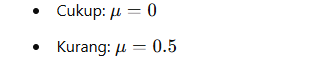 • Cukup: μ = 0
• Kurang: μ = 0.5